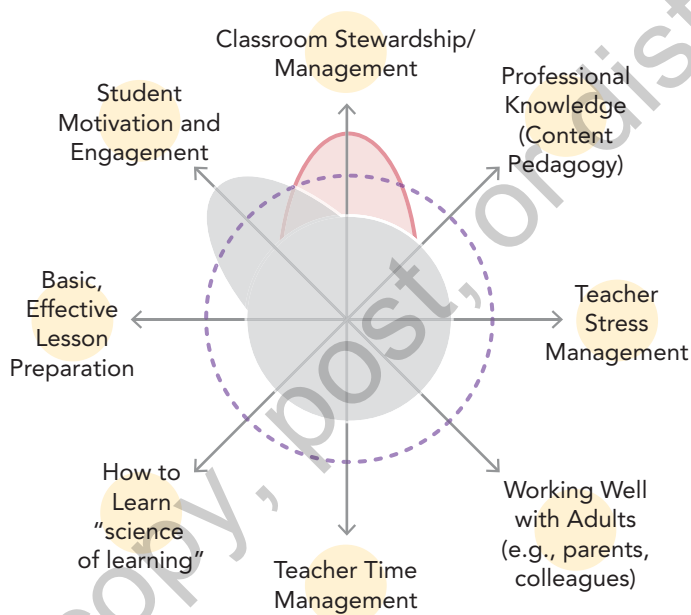 Classroom Stewardship/
Management
Professional
Knowledge
(Content
Pedagogy)
Student
Motivation and
Engagement
Basic,
Effective
Lesson
Preparation
Teacher
Stress
Management
How to
Learn
“science
of learning”
Teacher Time
Management
Working Well
with Adults
(e.g., parents,
colleagues)
copy, post, or dist